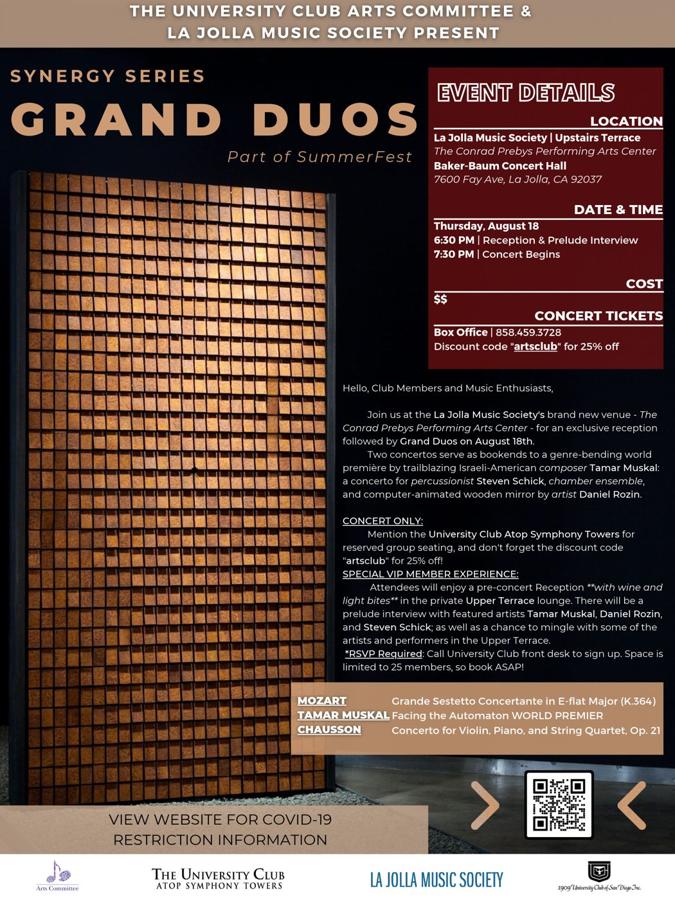 THE UNIVERSITY CLUB ARTS COMMITTEE &
LA JOLLA MUSIC SOCIETY PRESENT
SYNERGY SERIES
GRAND DUOS
Part of SummerFest
EVENT DETAILS
LOCATION
La Jolla Music Society | Upstairs Terrace
The Conrad Prebys Performing Arts Center
Baker-Baum Concert Hall
7600 Fay Ave, La Jolla, CA 92037
DATE & TIME
Thursday, August 18
6:30 PM | Reception & Prelude Interview
7:30 PM | Concert Begins
COST
$$
CONCERT TICKETS
Box Office | 858.459.3728
Discount code "artsclub" for 25% off
Hello, Club Members and Music Enthusiasts,
Join us at the La Jolla Music Society's brand new venue - The
Conrad Prebys Performing Arts Center - for an exclusive reception
followed by Grand Duos on August 18th.
Two concertos serve as bookends to a genre-bending world
première by trailblazing Israeli-American composer Tamar Muskal:
a concerto for percussionist Steven Schick, chamber ensemble,
and computer-animated wooden mirror by artist Daniel Rozin.
CONCERT ONLY:
Mention the University Club Atop Symphony Towers for
reserved group seating, and don't forget the discount code
"artsclub" for 25% off!
SPECIAL VIP MEMBER EXPERIENCE:
Attendees will enjoy a pre-concert Reception **with wine and
light bites** in the private Upper Terrace lounge. There will be a
prelude interview with featured artists Tamar Muskal, Daniel Rozin,
and Steven Schick; as well as a chance to mingle with some of the
artists and performers in the Upper Terrace.
*RSVP Required: Call University Club front desk to sign up. Space is
limited to 25 members, so book ASAP!
MOZART Grande Sestetto Concertante in E-flat Major (K.364)
TAMAR MUSKAL Facing the Automaton WORLD PREMIER
CHAUSSON Concerto for Violin, Piano, and String Quartet, Op. 21
VIEW WEBSITE FOR COVID-19
RESTRICTION INFORMATION
Arts Committee
THE UNIVERSITY CLUB
ATOP SYMPHONY TOWERS
LA JOLLA MUSIC SOCIETY
1909 University Club of San Diego Inc.